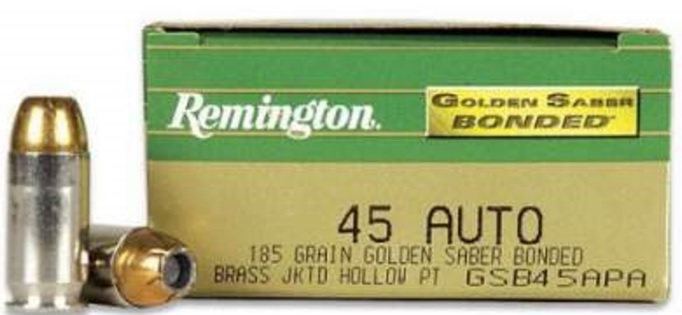 Remington.
GOLDEN SABER
BONDED
45 AUTO
185 GRAIN GOLDEN SABER BONDED
BRASS JKTD HOLLOW PT GSB45APA